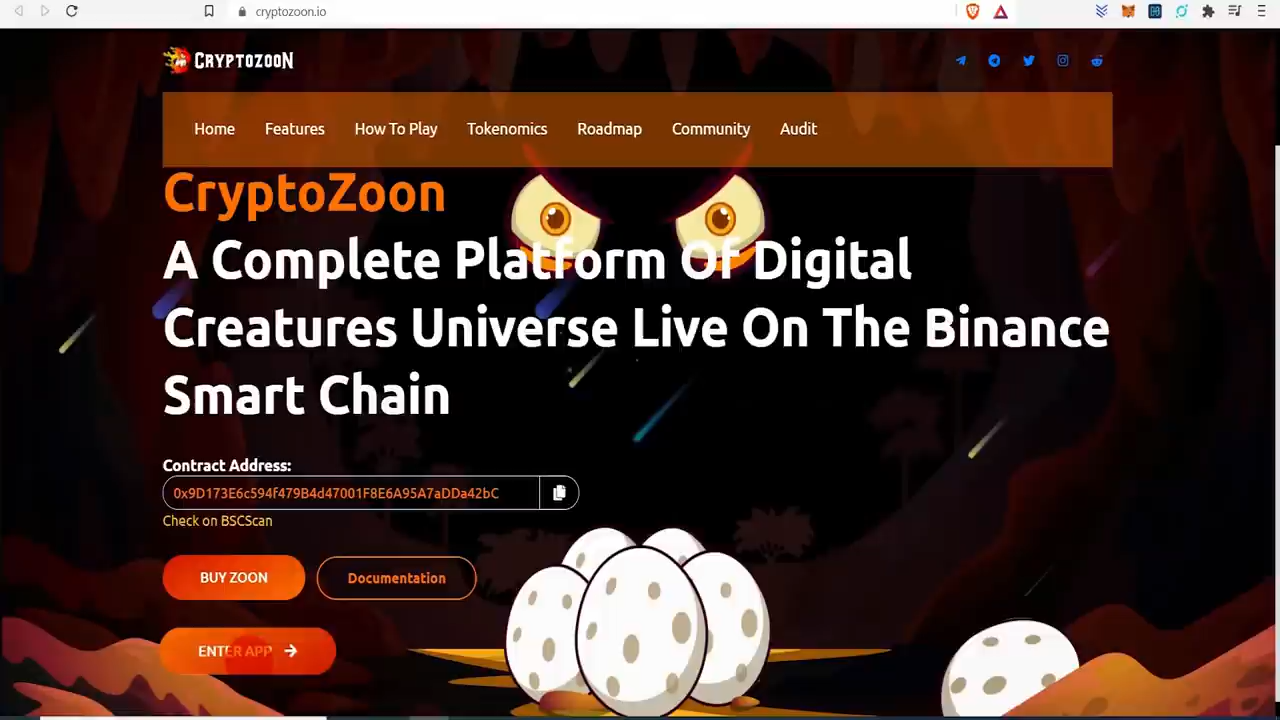 cryptozoon.io
CRYPTOZOON
Home Features How To Play Tokenomics Roadmap Community Audit
CryptoZoon
A Complete Platform Of Digital
Creatures Universe Live On The Binance
Smart Chain
Contract Address:
0x9D173E6c594f479B4d47001F8E6A95A7aDDa42bC
Check on BSCScan
BUY ZOON Documentation
ENTER APP